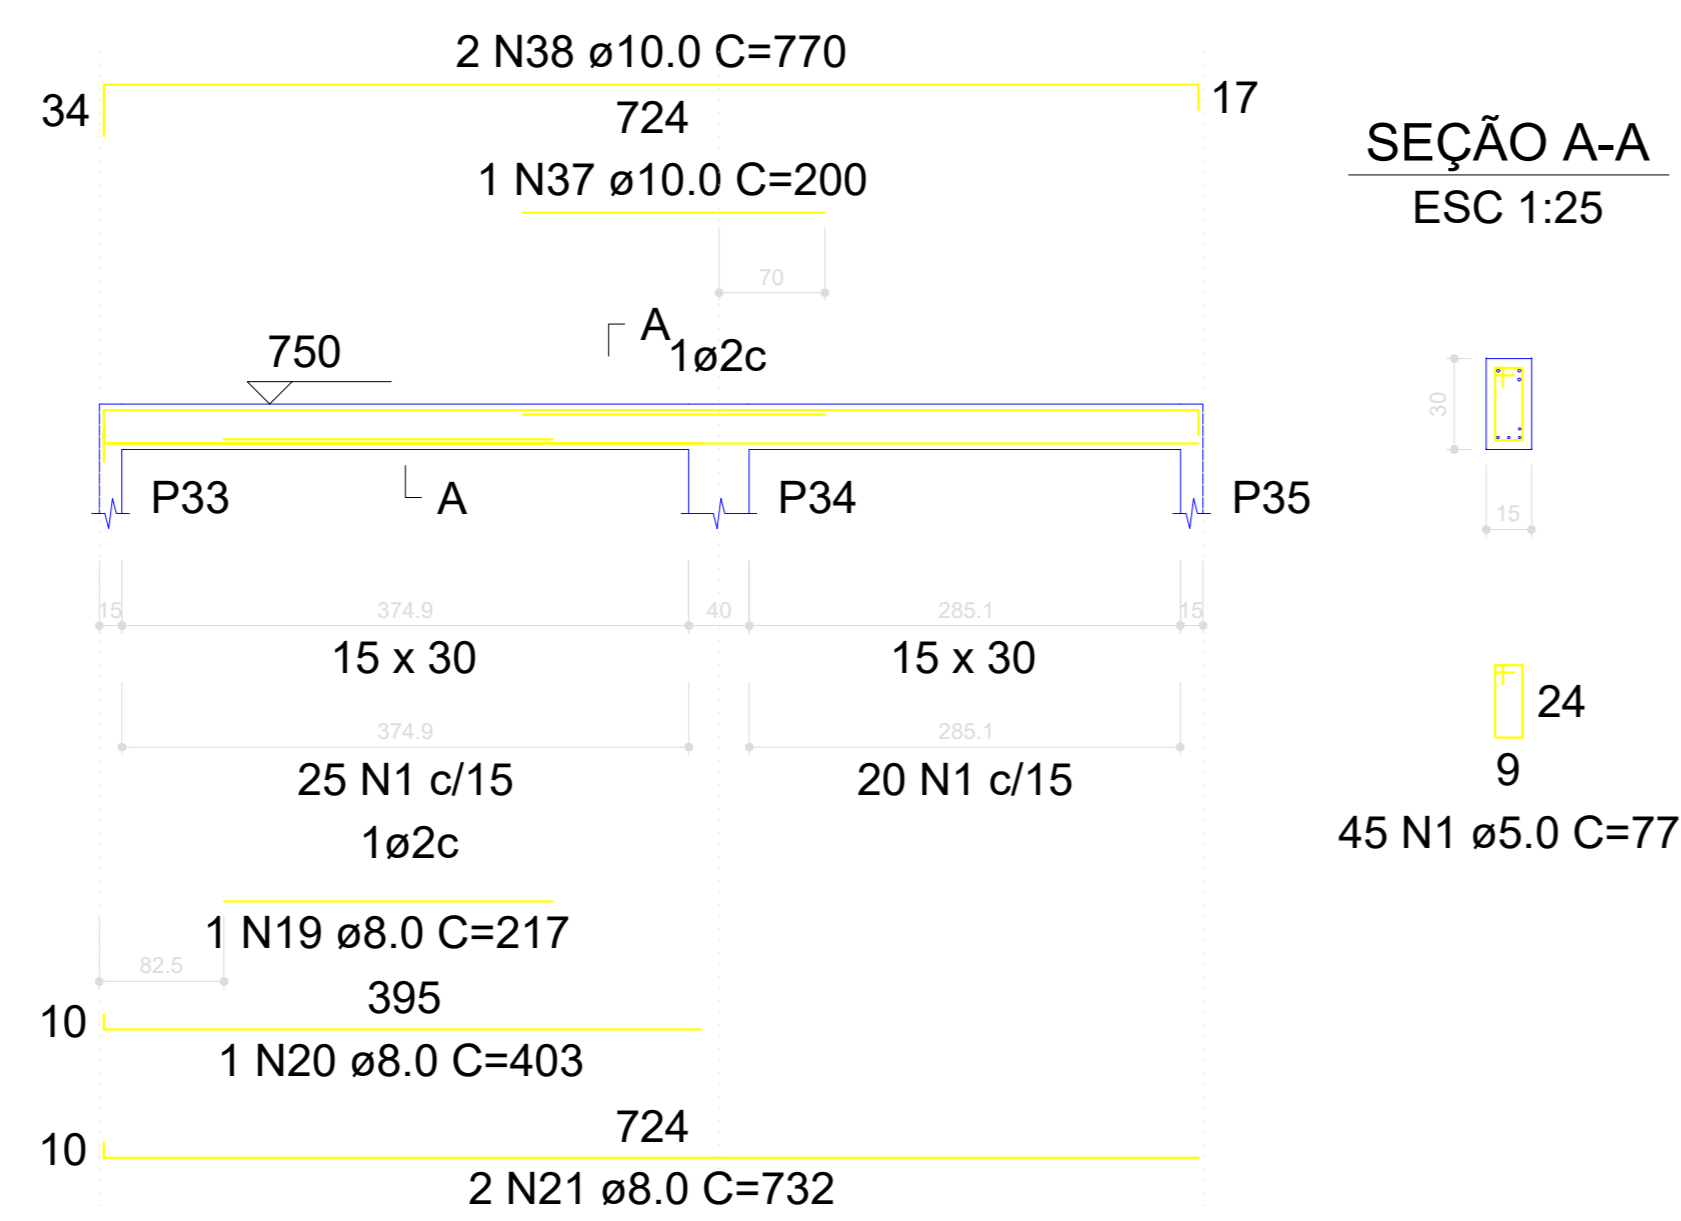 2 N38 ø10.0 C=770
34
17
724
1 N37 ø10.0 C=200
70
A
1ø2c
750
P33
A
P34
P35
15
374.9
40
285.1
15
15 x 30
15 x 30
374.9
285.1
25 N1 c/15
20 N1 c/15
1ø2c
1 N19 ø8.0 C=217
82.5
395
10
1 N20 ø8.0 C=403
724
10
2 N21 ø8.0 C=732
SEÇÃO A-A
ESC 1:25
30
15
24
9
45 N1 ø5.0 C=77